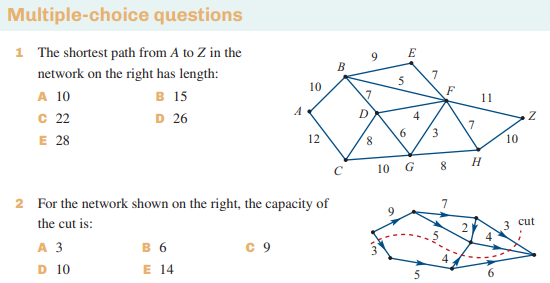 Multiple-choice questions
1 The shortest path from A to Z in the
network on the right has length:
A 10 B 15
C 22 D 26
E 28
A
B
C
D
E
F
G
H
Z
10
12
9
7
8
5
4
6
10
7
3
8
11
7
10
2 For the network shown on the right, the capacity of
the cut is:
A 3 B 6 C 9
D 10 E 14
9
7
3
5
2
4
3
cut
4
5
6